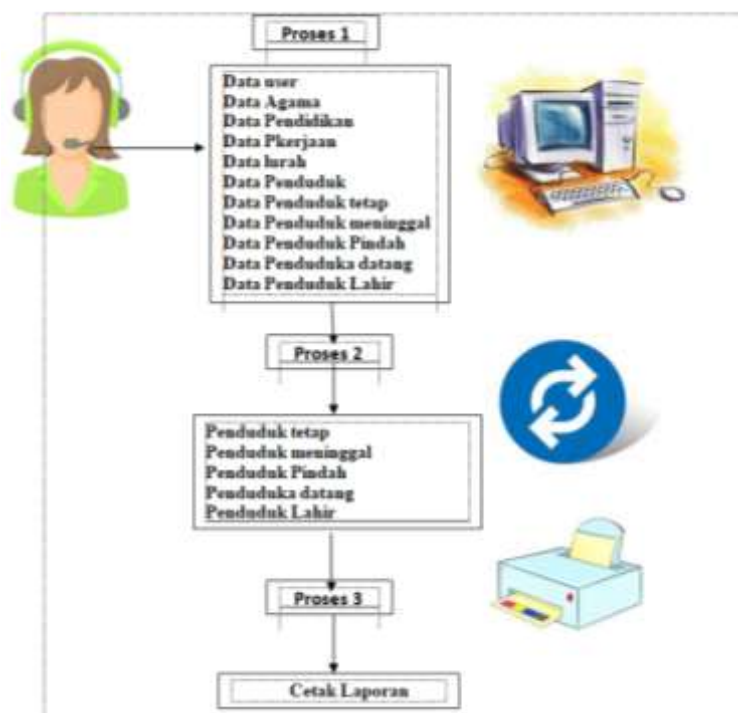 Proses 1
Data user
Data Agama
Data Pendidikan
Data Pkerjaan
Data lurah
Data Penduduk
Data Penduduk tetap
Data Penduduk meninggal
Data Penduduk Pindah
Data Penduduka datang
Data Penduduk Lahir
Proses 2
Penduduk tetap
Penduduk meninggal
Penduduk Pindah
Penduduka datang
Penduduk Lahir
Proses 3
Cetak Laporan